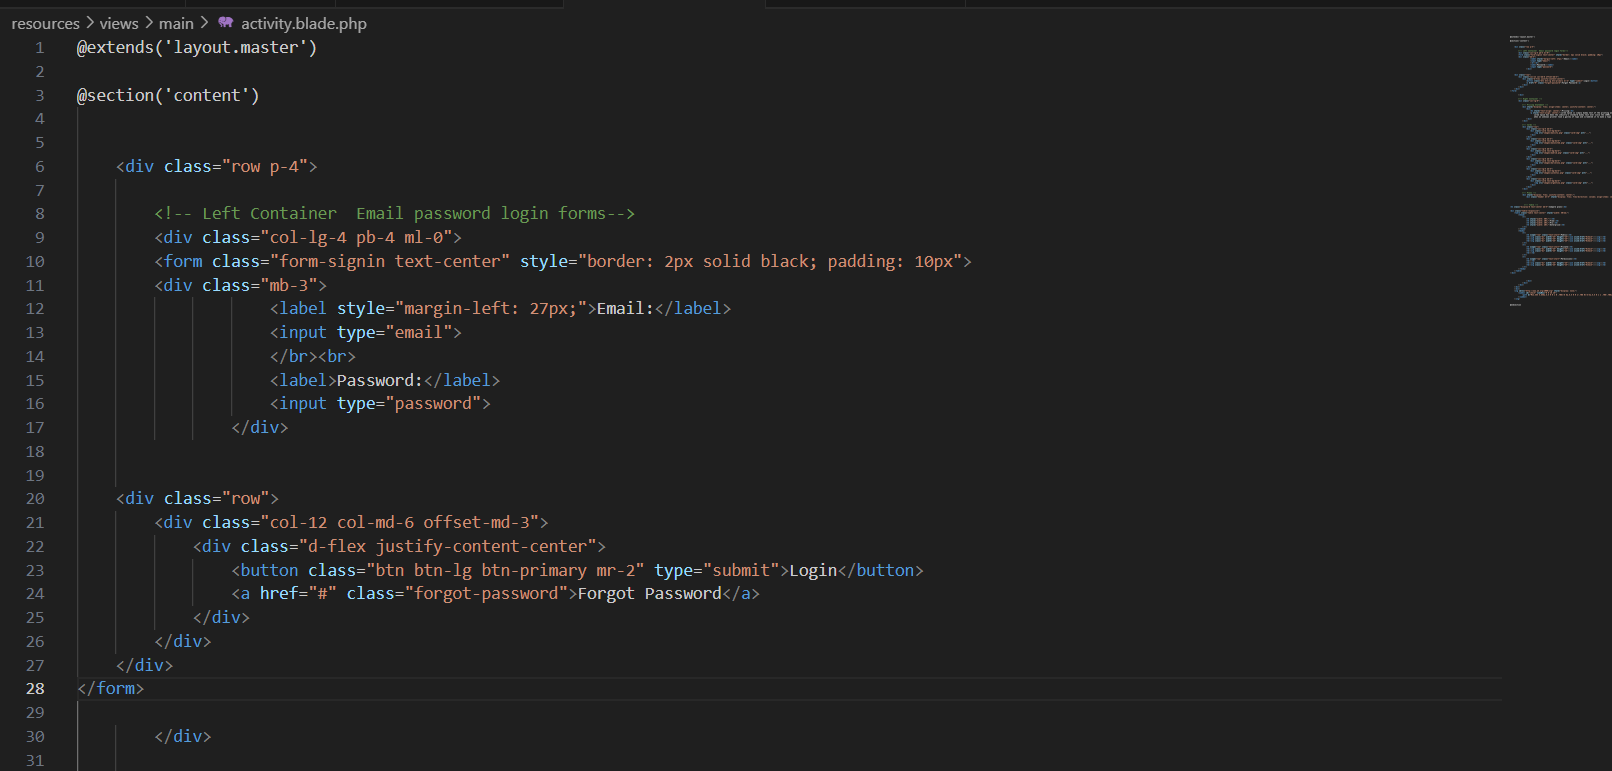 resources > views > main > activity.blade.php
1 @extends('layout.master')
2
3 @section('content')
4
5
6 <div class="row p-4">
7
8 <!-- Left Container  Email password login forms-->
9 <div class="col-lg-4 pb-4 ml-0">
10 <form class="form-signin text-center" style="border: 2px solid black; padding: 10px">
11 <div class="mb-3">
12 <label style="margin-left: 27px;">Email:</label>
13 <input type="email">
14 </br><br>
15 <label>Password:</label>
16 <input type="password">
17 </div>
18
19
20 <div class="row">
21 <div class="col-12 col-md-6 offset-md-3">
22 <div class="d-flex justify-content-center">
23 <button class="btn btn-lg btn-primary mr-2" type="submit">Login</button>
24 <a href="#" class="forgot-password">Forgot Password</a>
25 </div>
26 </div>
27 </div>
28 </form>
29
30 </div>
31